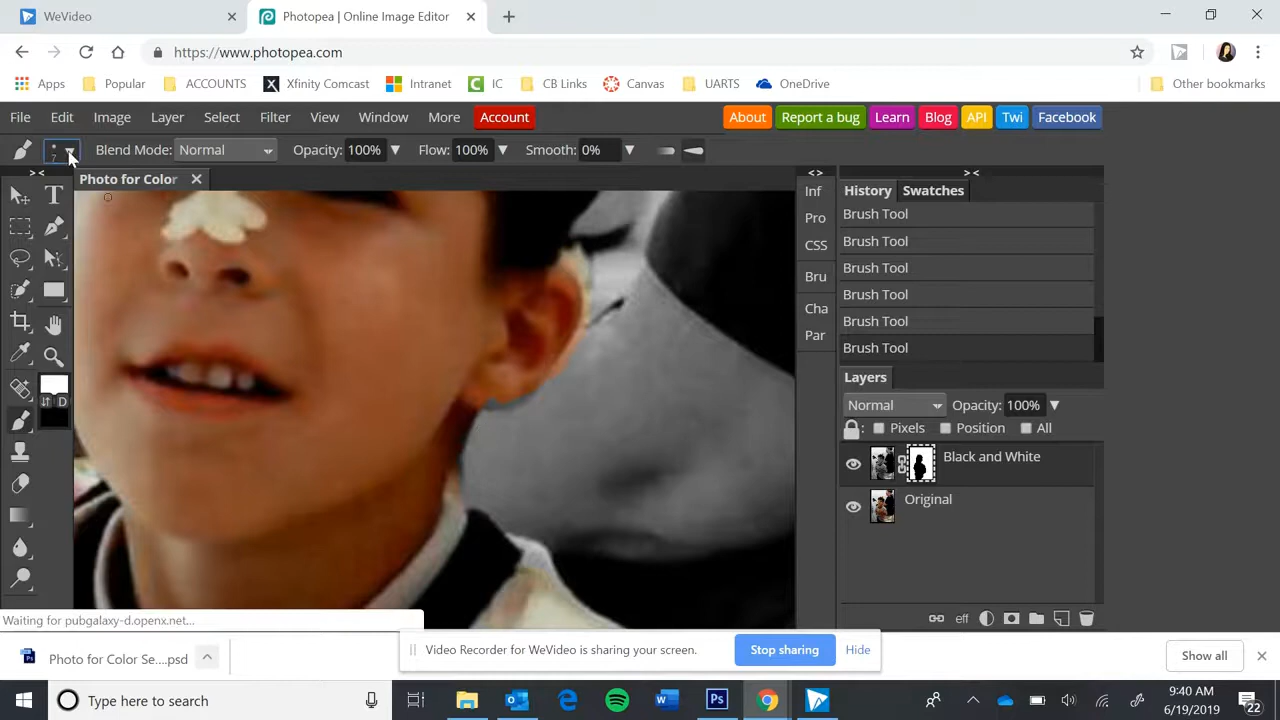 WeVideo
Photopea | Online Image Editor
https://www.photopea.com
Apps Popular ACCOUNTS Xfinity Comcast Intranet IC CB Links Canvas UARTS OneDrive Other bookmarks
File Edit Image Layer Select Filter View Window More Account About Report a bug Learn Blog API Twi Facebook
7 Blend Mode: Normal Opacity: 100% Flow: 100% Smooth: 0%
> < Photo for Color < > > <
Inf History Swatches
Pro Brush Tool
CSS Brush Tool
Bru Brush Tool
Brush Tool
Cha Brush Tool
Par Brush Tool
Layers
D Normal Opacity: 100%
Pixels Position All
Black and White
Original
eff
Waiting for pubgalaxy-d.openx.net...
Photo for Color Se....psd
Video Recorder for WeVideo is sharing your screen. Stop sharing Hide
Show all
Type here to search
9:40 AM
6/19/2019
22